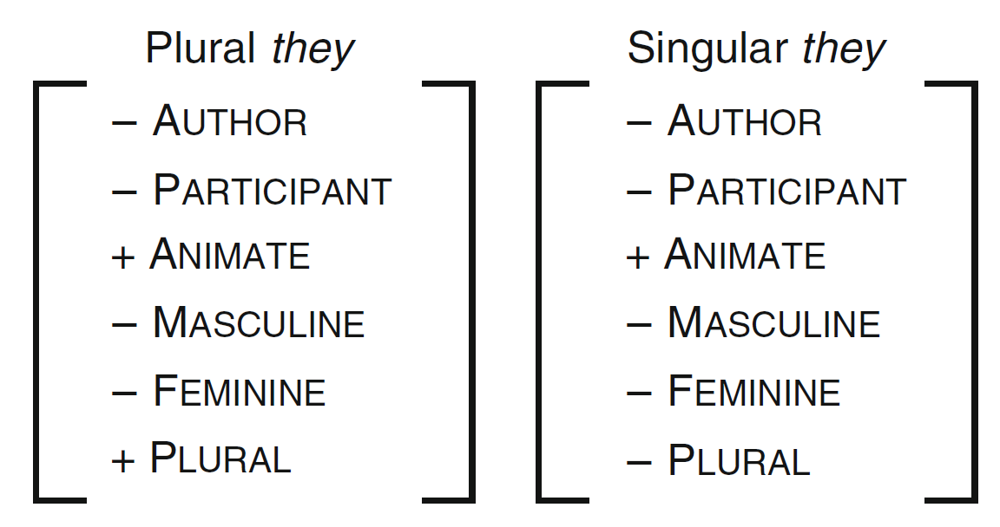 Plural they
− AUTHOR
− PARTICIPANT
+ ANIMATE
− MASCULINE
− FEMININE
+ PLURAL
Singular they
− AUTHOR
− PARTICIPANT
+ ANIMATE
− MASCULINE
− FEMININE
− PLURAL